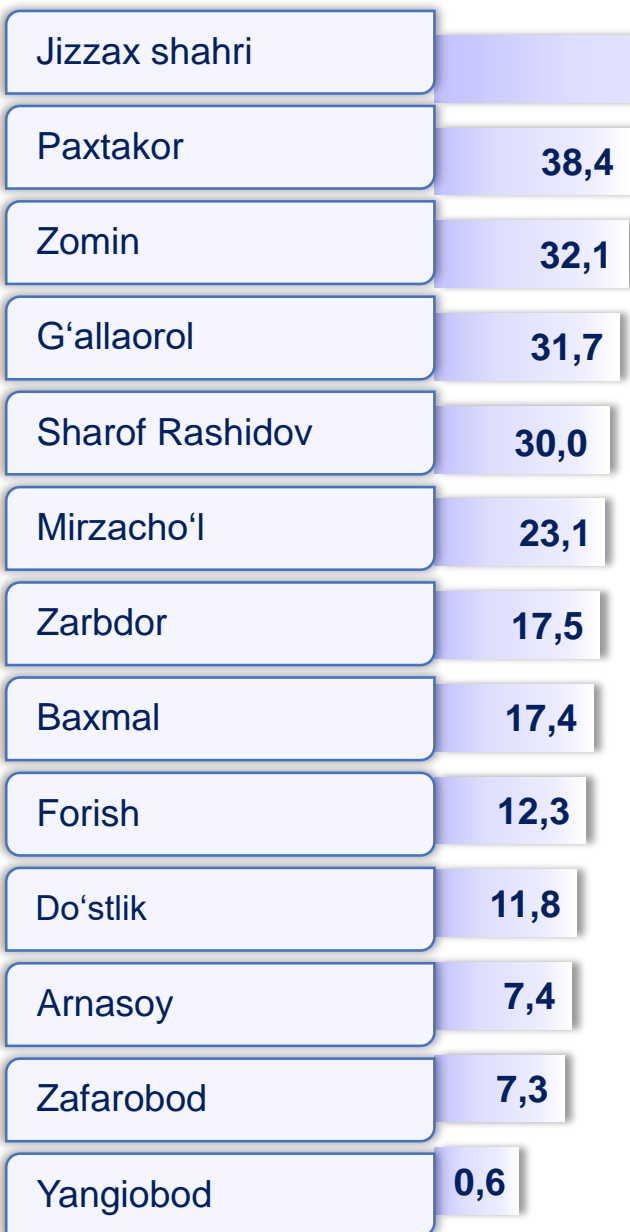 Jizzax shahri
Paxtakor 38,4
Zomin 32,1
G‘allaorol 31,7
Sharof Rashidov 30,0
Mirzacho‘l 23,1
Zarbdor 17,5
Baxmal 17,4
Forish 12,3
Do‘stlik 11,8
Arnasoy 7,4
Zafarobod 7,3
Yangiobod 0,6